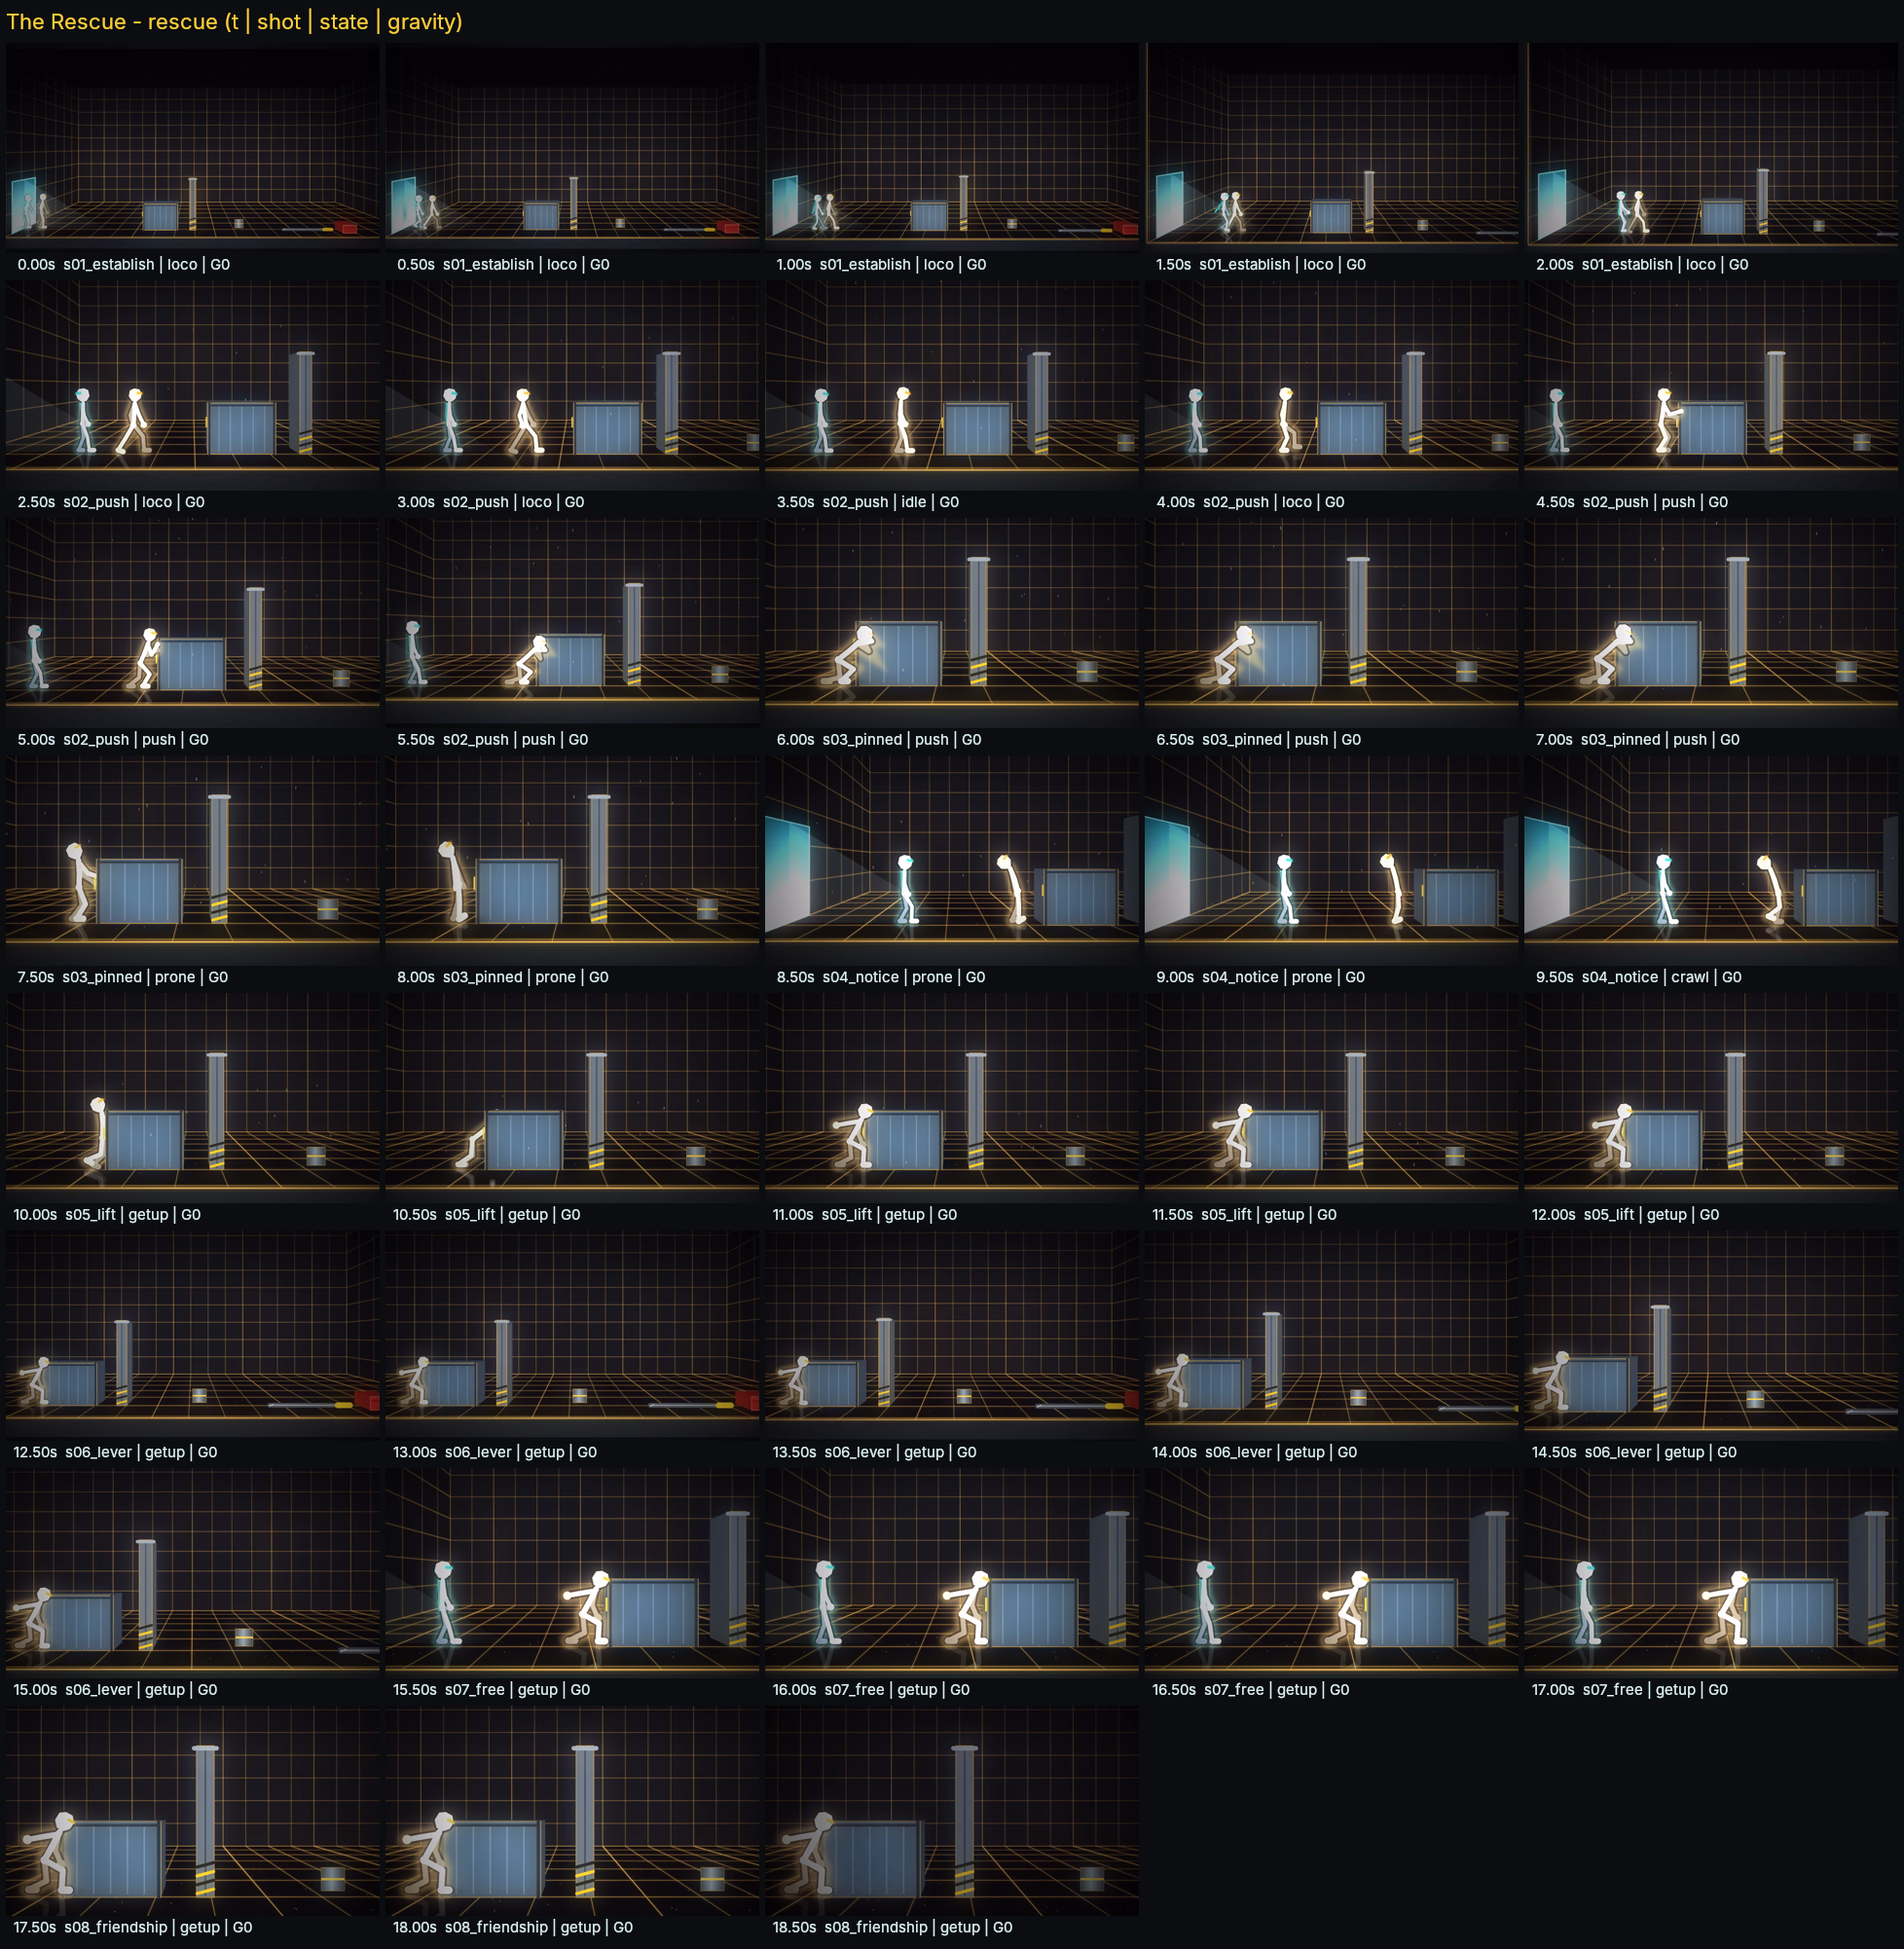 The Rescue - rescue (t | shot | state | gravity)
0.00s s01_establish | loco | G0
0.50s s01_establish | loco | G0
1.00s s01_establish | loco | G0
1.50s s01_establish | loco | G0
2.00s s01_establish | loco | G0
2.50s s02_push | loco | G0
3.00s s02_push | loco | G0
3.50s s02_push | idle | G0
4.00s s02_push | loco | G0
4.50s s02_push | push | G0
5.00s s02_push | push | G0
5.50s s02_push | push | G0
6.00s s03_pinned | push | G0
6.50s s03_pinned | push | G0
7.00s s03_pinned | push | G0
7.50s s03_pinned | prone | G0
8.00s s03_pinned | prone | G0
8.50s s04_notice | prone | G0
9.00s s04_notice | prone | G0
9.50s s04_notice | crawl | G0
10.00s s05_lift | getup | G0
10.50s s05_lift | getup | G0
11.00s s05_lift | getup | G0
11.50s s05_lift | getup | G0
12.00s s05_lift | getup | G0
12.50s s06_lever | getup | G0
13.00s s06_lever | getup | G0
13.50s s06_lever | getup | G0
14.00s s06_lever | getup | G0
14.50s s06_lever | getup | G0
15.00s s06_lever | getup | G0
15.50s s07_free | getup | G0
16.00s s07_free | getup | G0
16.50s s07_free | getup | G0
17.00s s07_free | getup | G0
17.50s s08_friendship | getup | G0
18.00s s08_friendship | getup | G0
18.50s s08_friendship | getup | G0